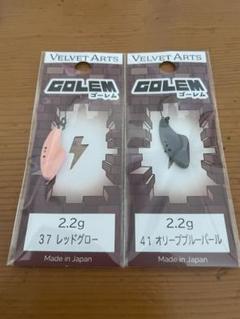 VELVET ARTS
GOLEM
ゴーレム
2.2g
37 レッドグロー
Made in Japan
VELVET ARTS
GOLEM
ゴーレム
2.2g
41 オリーブブルーパール
Made in Japan